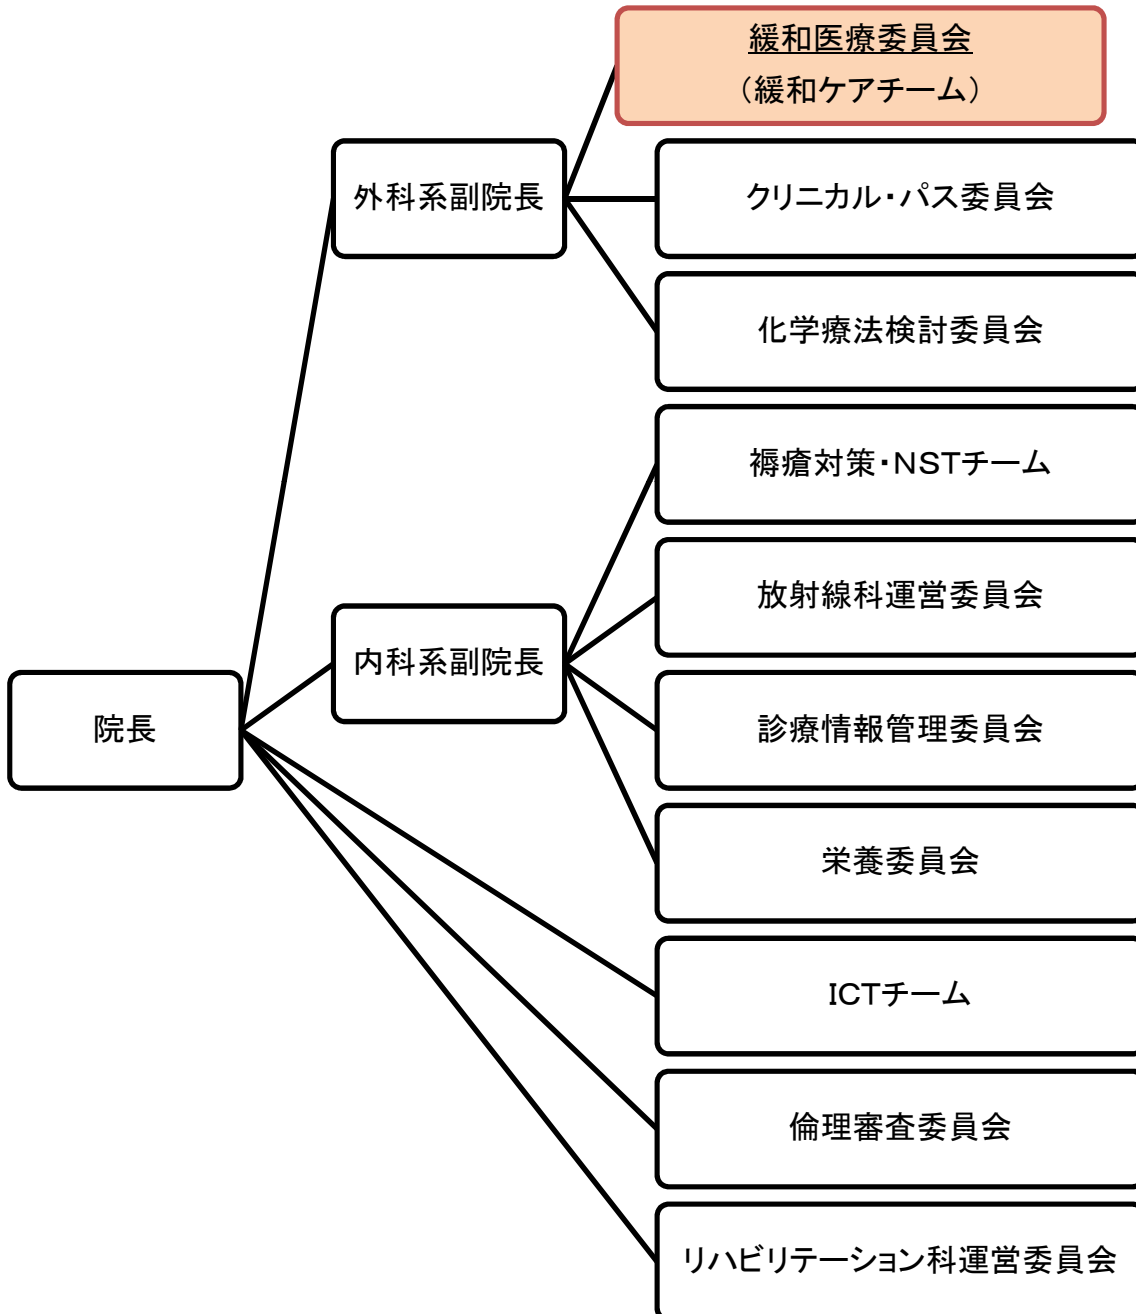 緩和医療委員会
（緩和ケアチーム）
外科系副院長
クリニカル・パス委員会
化学療法検討委員会
褥瘡対策・NSTチーム
放射線科運営委員会
内科系副院長
院長
診療情報管理委員会
栄養委員会
ICTチーム
倫理審査委員会
リハビリテーション科運営委員会